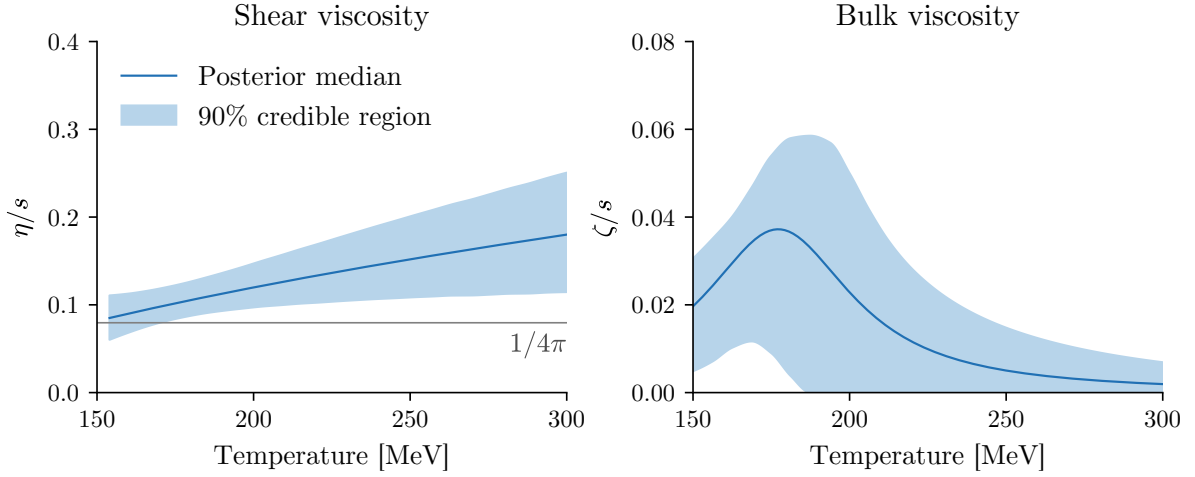 Shear viscosity
0.4
0.3
0.2
0.1
0.0
η/s
Posterior median
90% credible region
1/4π
150
200
250
300
Temperature [MeV]
Bulk viscosity
0.08
0.06
0.04
0.02
0.00
ζ/s
150
200
250
300
Temperature [MeV]